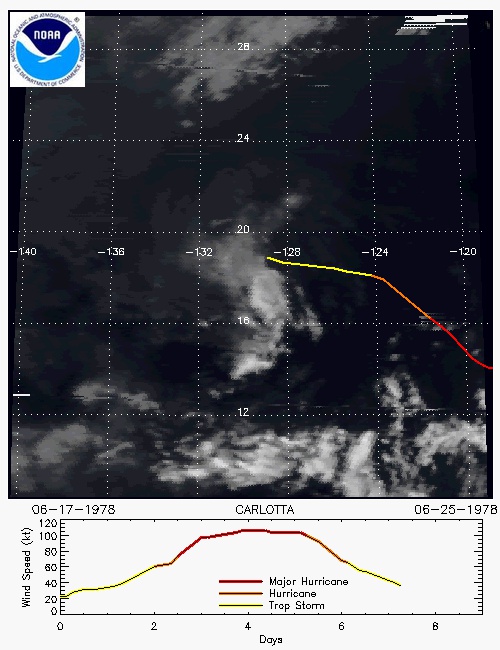 NATIONAL OCEANIC AND ATMOSPHERIC ADMINISTRATION
NOAA
U.S. DEPARTMENT OF COMMERCE
28
24
20
-140 -136 -132 -128 -124 -120
16
12
06-17-1978 CARLOTTA 06-25-1978
120
100
80
60
40
20
0
Wind Speed (kt)
Major Hurricane
Hurricane
Trop Storm
0 2 4 6 8
Days